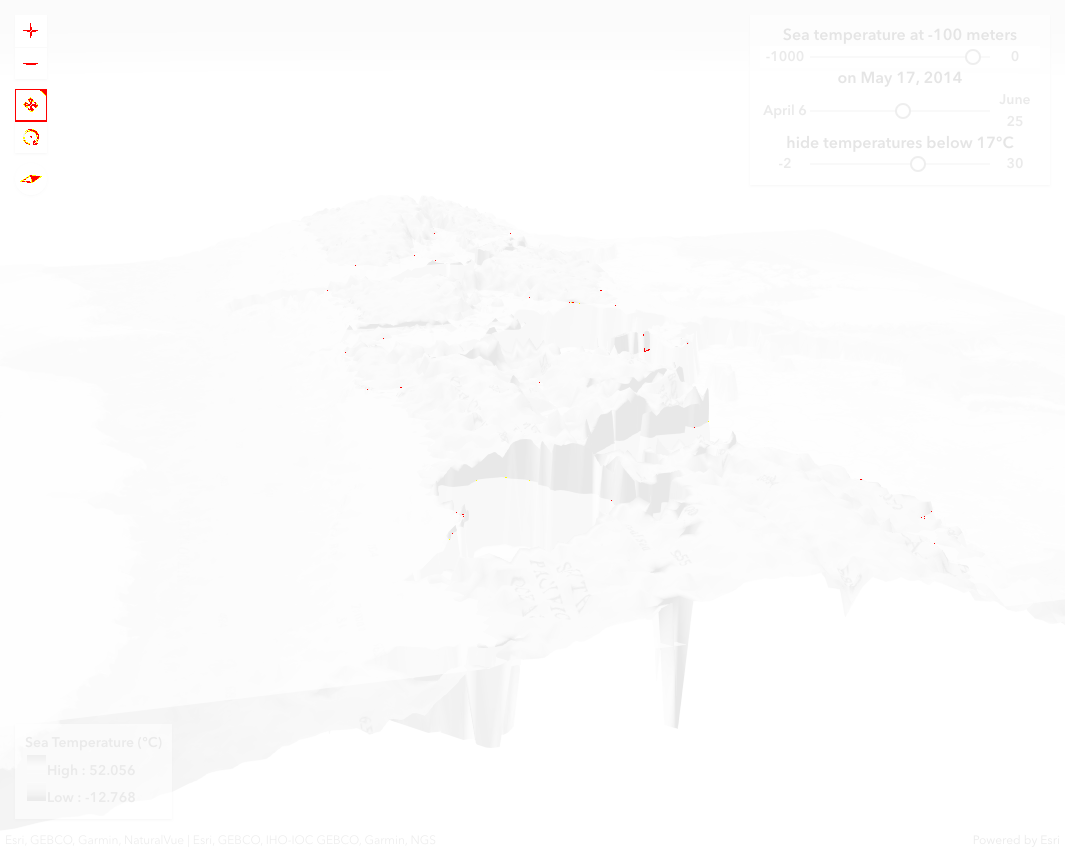 Sea temperature at -100 meters
-1000 0
on May 17, 2014
April 6 June
25
hide temperatures below 17°C
-2 30
Sea Temperature (°C)
High : 52.056
Low : -12.768
Esri, GEBCO, Garmin, NaturalVue | Esri, GEBCO, IHO-IOC GEBCO, Garmin, NGS
Powered by Esri